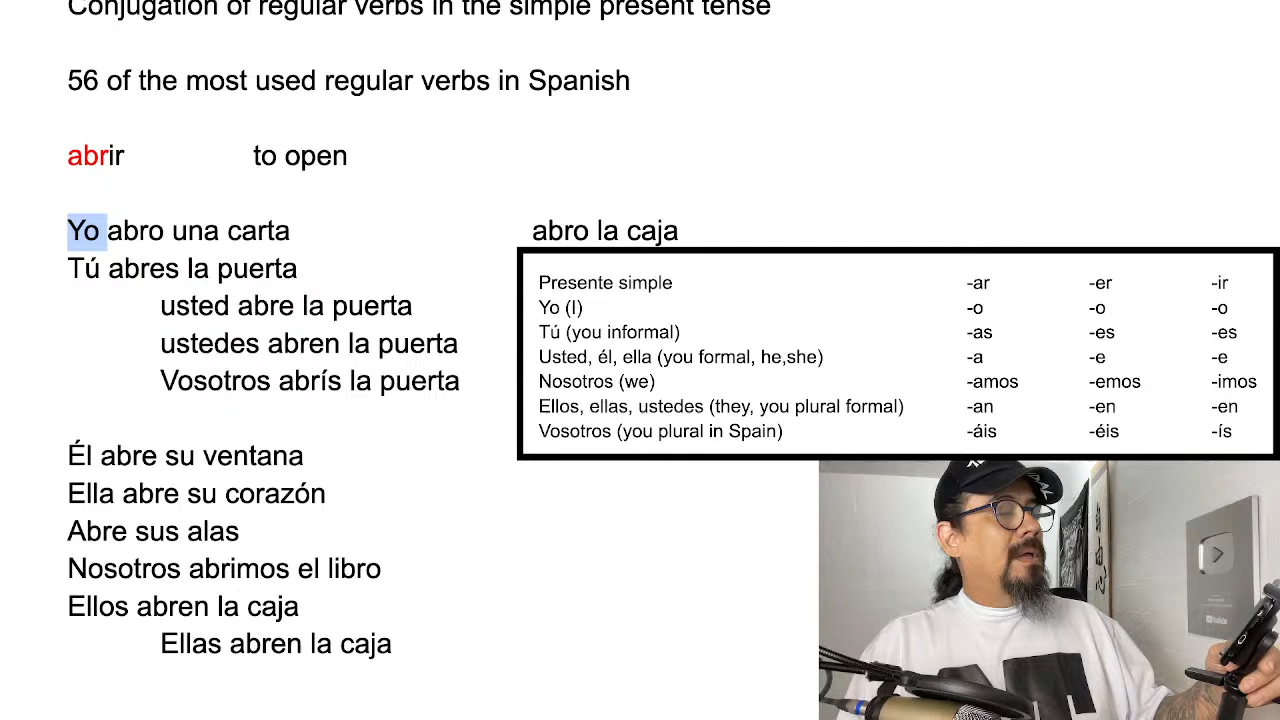 Conjugation of regular verbs in the simple present tense
56 of the most used regular verbs in Spanish
abrir to open
Yo abro una carta abro la caja
Tú abres la puerta
usted abre la puerta
ustedes abren la puerta
Vosotros abrís la puerta
Él abre su ventana
Ella abre su corazón
Abre sus alas
Nosotros abrimos el libro
Ellos abren la caja
Ellas abren la caja
Presente simple -ar -er -ir
Yo (I) -o -o -o
Tú (you informal) -as -es -es
Usted, él, ella (you formal, he,she) -a -e -e
Nosotros (we) -amos -emos -imos
Ellos, ellas, ustedes (they, you plural formal) -an -en -en
Vosotros (you plural in Spain) -áis -éis -ís
YouTube